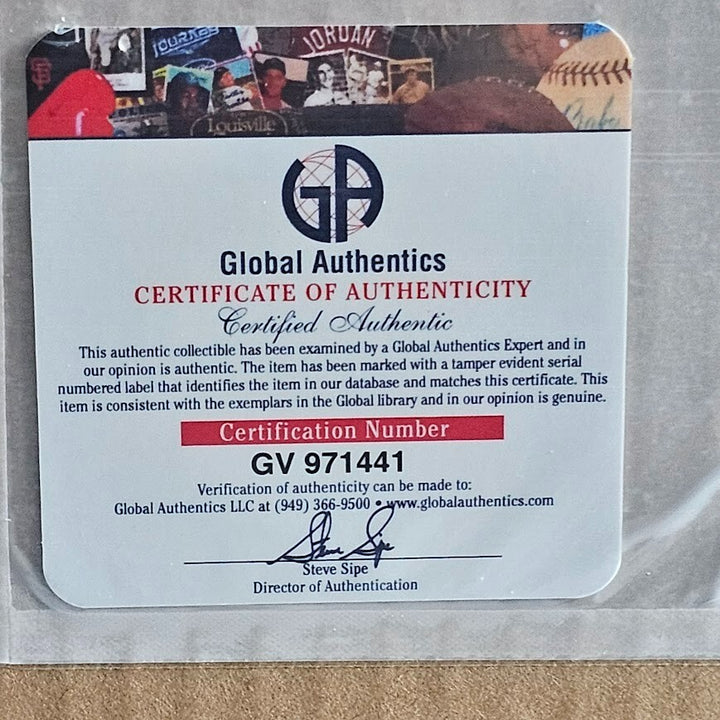 JOURNEY
JORDAN
Louisville
Babe
GA
Global Authentics
CERTIFICATE OF AUTHENTICITY
Certified Authentic
This authentic collectible has been examined by a Global Authentics Expert and in
our opinion is authentic. The item has been marked with a tamper evident serial
numbered label that identifies the item in our database and matches this certificate. This
item is consistent with the exemplars in the Global library and in our opinion is genuine.
Certification Number
GV 971441
Verification of authenticity can be made to:
Global Authentics LLC at (949) 366-9500 • www.globalauthentics.com
Steve Sipe
Steve Sipe
Director of Authentication